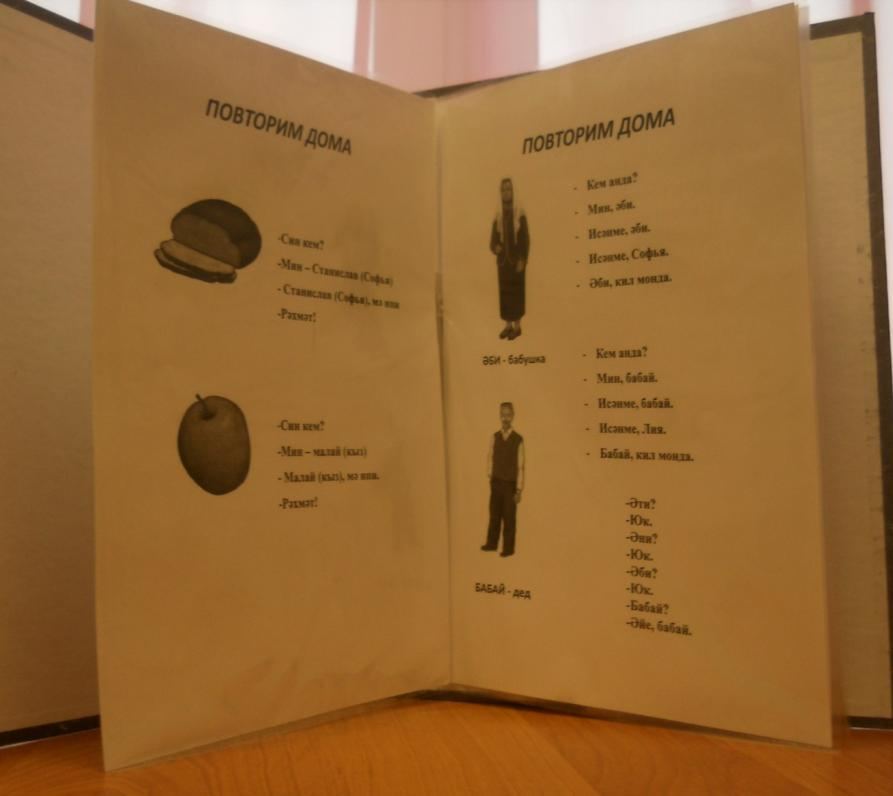 ПОВТОРИМ ДОМА
-Син кем?
-Мин – Станислав (Софья)
- Станислав (Софья), мә ипи
-Рәхмәт!
-Син кем?
-Мин – малай (кыз)
- Малай (кыз), мә ипи.
-Рәхмәт!
ПОВТОРИМ ДОМА
- Кем анда?
- Мин, әби.
- Исәнме, әби.
- Исәнме, Софья.
- Әби, кил монда.
ӘБИ - бабушка
- Кем анда?
- Мин, бабай.
- Исәнме, бабай.
- Исәнме, Лия.
- Бабай, кил монда.
БАБАЙ - дед
-Әти?
-Юк.
-Әни?
-Юк.
-Әби?
-Юк.
-Бабай?
-Әйе, бабай.